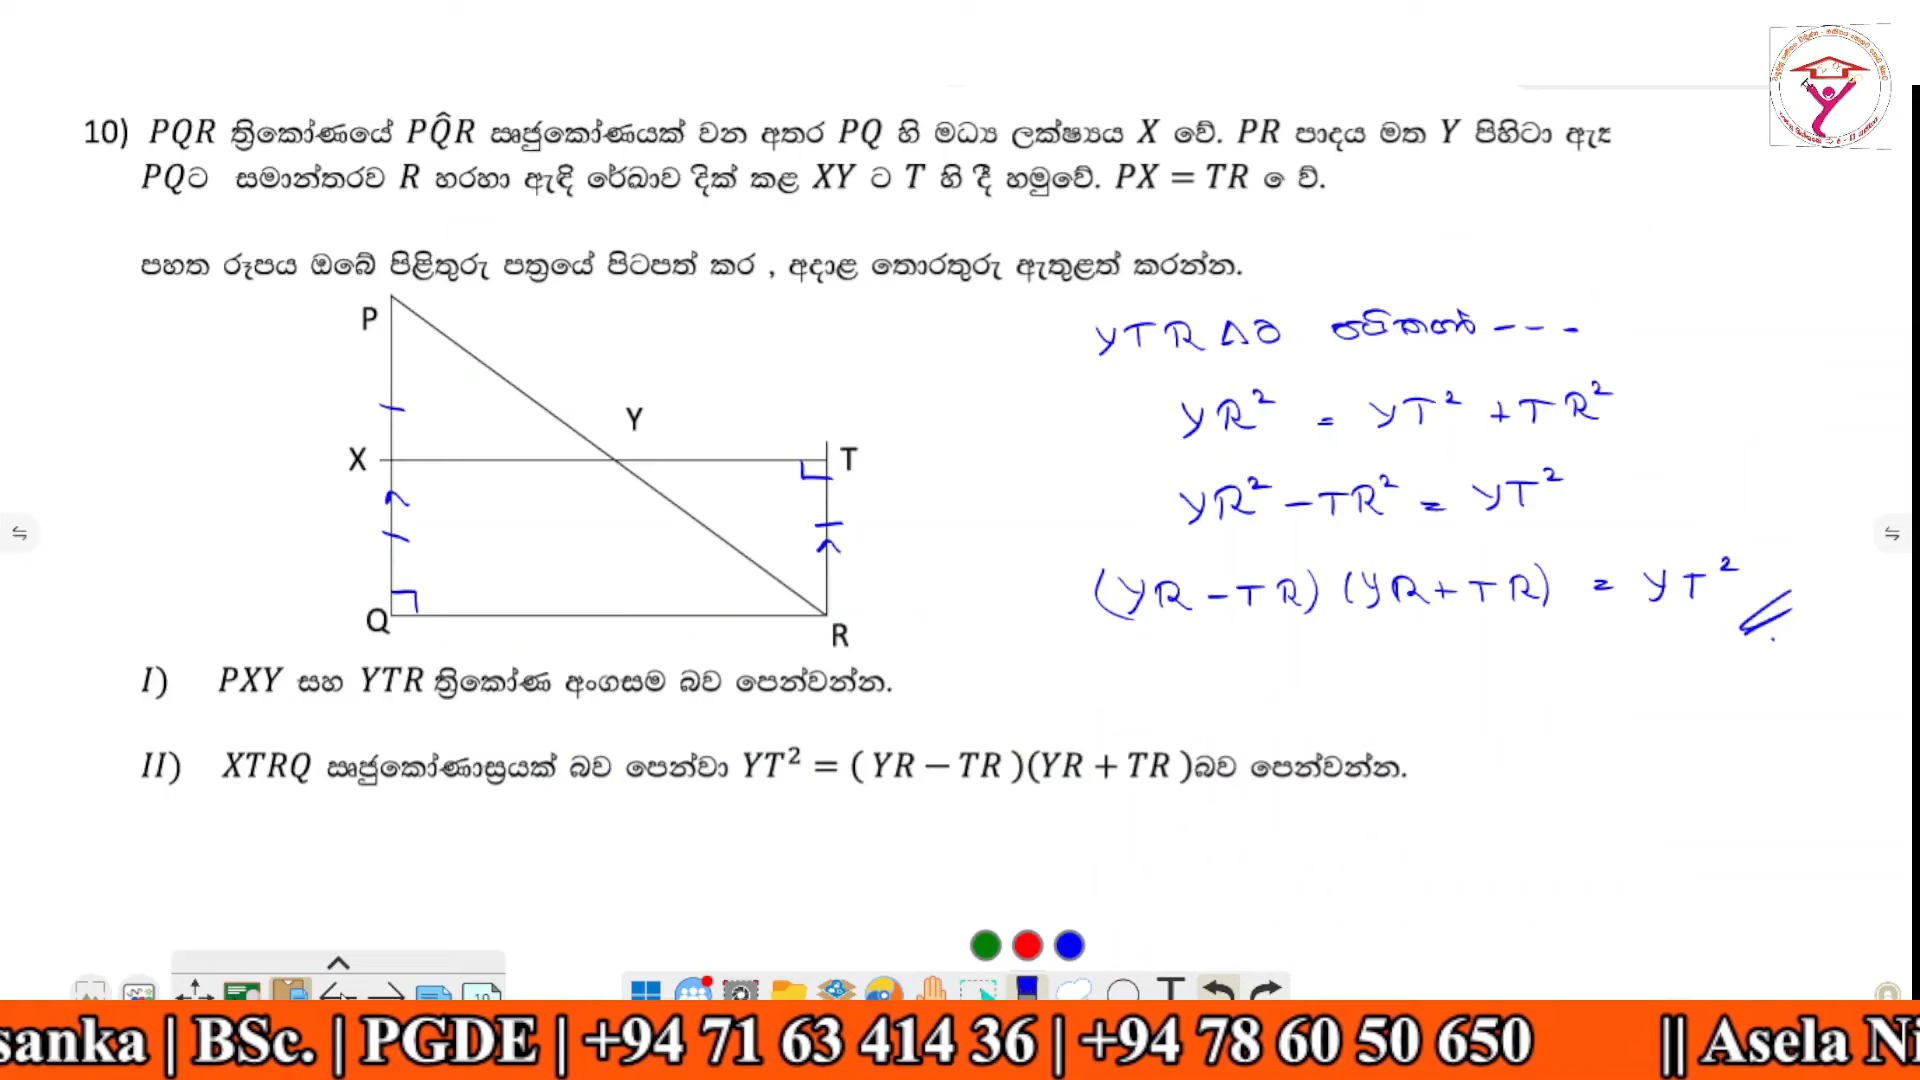 10) PQR ත්‍රිකෝණයේ PQ̂R ඍජුකෝණයක් වන අතර PQ හි මධ්‍ය ලක්ෂ්‍යය X වේ. PR පාදය මත Y පිහිටා
PQට සමාන්තරව R හරහා ඇඳි රේඛාව දික් කළ XY ට T හි දී හමුවේ. PX = TR වේ.
පහත රූපය ඔබේ පිළිතුරු පත්‍රයේ පිටපත් කර , අදාළ තොරතුරු ඇතුළත් කරන්න.
P
Y
X
T
Q
R
YTR Δට - - -
YR² = YT² + TR²
YR² – TR² = YT²
(YR – TR) (YR + TR) = YT²
I) PXY සහ YTR ත්‍රිකෝණ අංගසම බව පෙන්වන්න.
II) XTRQ ඍජුකෝණාස්‍රයක් බව පෙන්වා YT² = ( YR – TR )(YR + TR )බව පෙන්වන්න.
sanka | BSc. | PGDE | +94 71 63 414 36 | +94 78 60 50 650 || Asela Ni